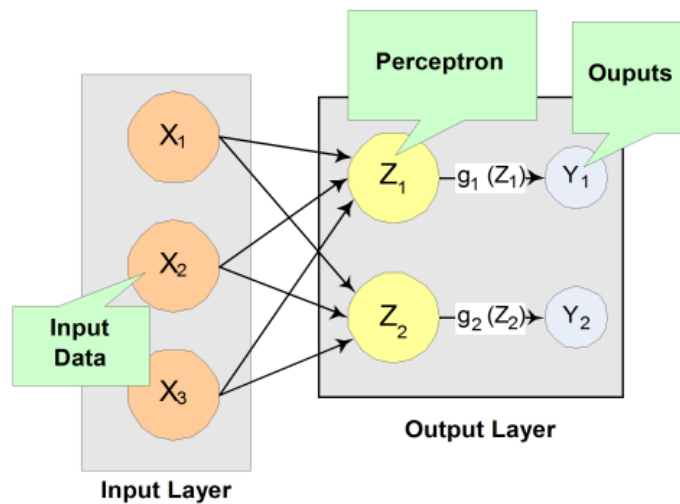 Perceptron
Ouputs
X₁
Z₁
g₁ (Z₁)
Y₁
X₂
Input
Data
Z₂
g₂ (Z₂)
Y₂
X₃
Output Layer
Input Layer